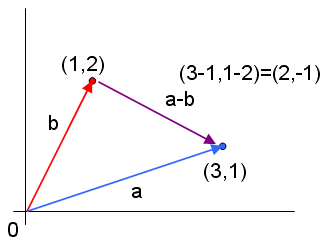 (1,2)
(3-1,1-2)=(2,-1)
a-b
b
(3,1)
a
0